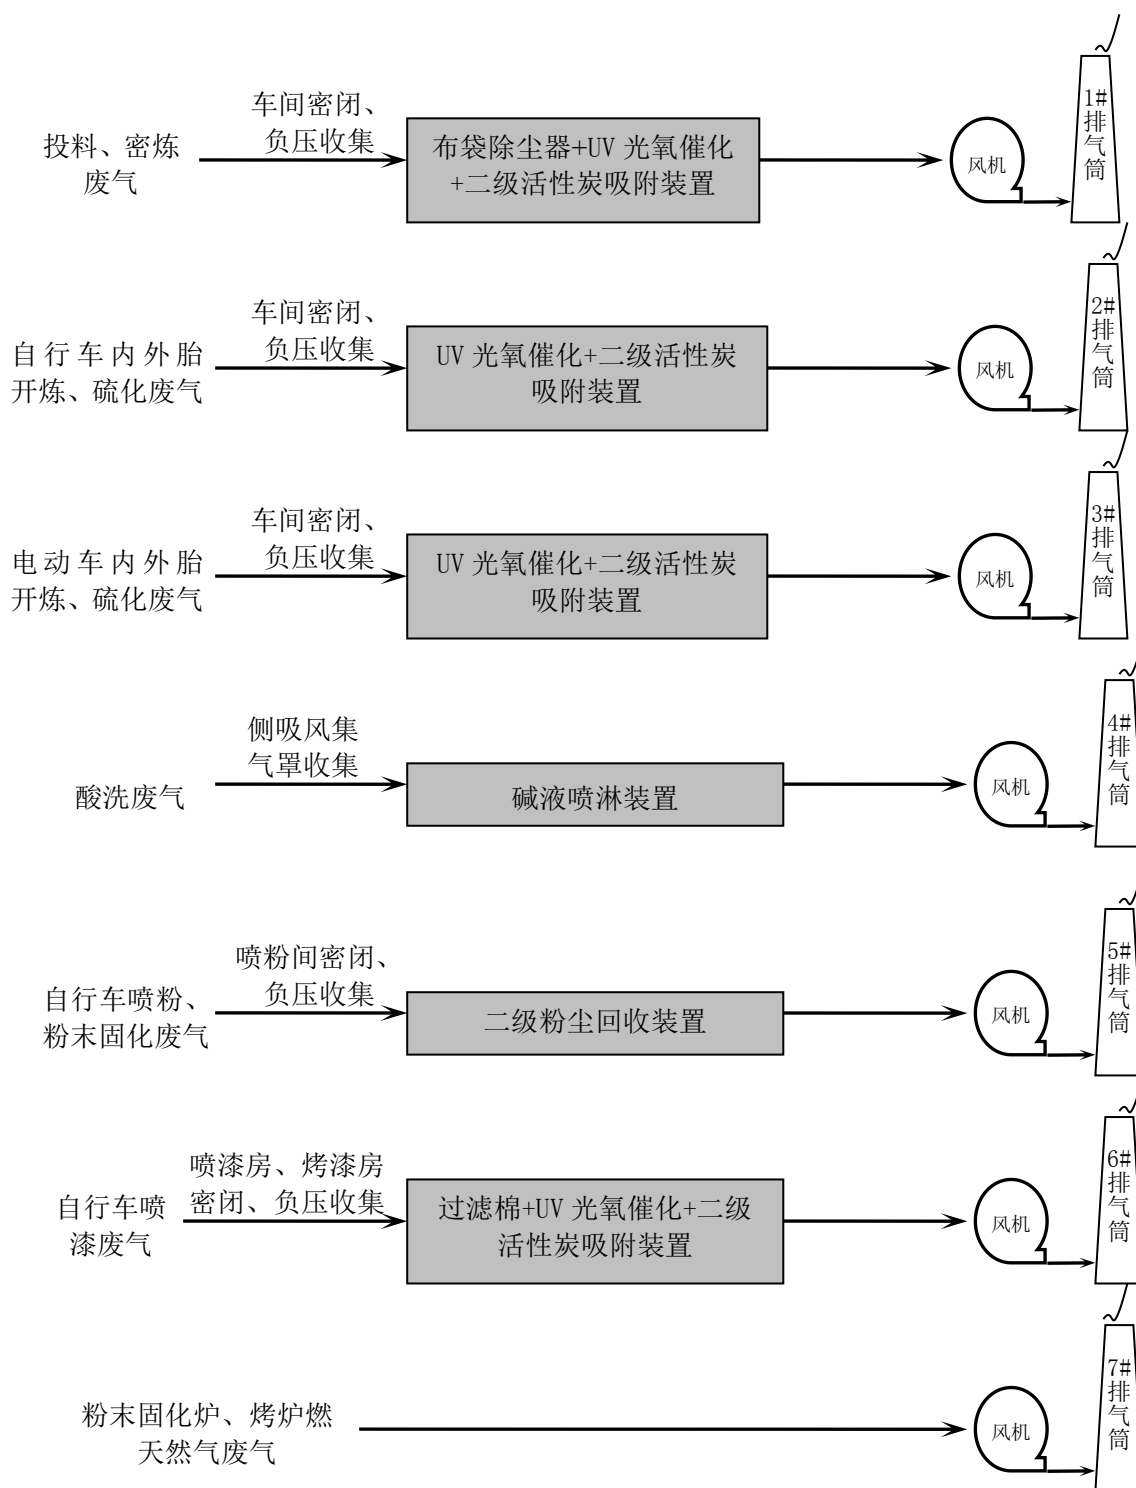 车间密闭、
负压收集
投料、密炼
废气
布袋除尘器+UV 光氧催化
+二级活性炭吸附装置
风机
1#
排
气
筒
车间密闭、
负压收集
自行车内外胎
开炼、硫化废气
UV 光氧催化+二级活性炭
吸附装置
风机
2#
排
气
筒
车间密闭、
负压收集
电动车内外胎
开炼、硫化废气
UV 光氧催化+二级活性炭
吸附装置
风机
3#
排
气
筒
侧吸风集
气罩收集
酸洗废气
碱液喷淋装置
风机
4#
排
气
筒
喷粉间密闭、
负压收集
自行车喷粉、
粉末固化废气
二级粉尘回收装置
风机
5#
排
气
筒
喷漆房、烤漆房
密闭、负压收集
自行车喷
漆废气
过滤棉+UV 光氧催化+二级
活性炭吸附装置
风机
6#
排
气
筒
粉末固化炉、烤炉燃
天然气废气
风机
7#
排
气
筒